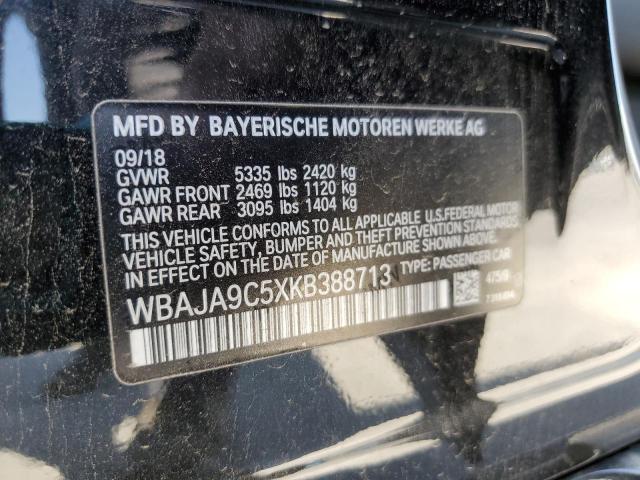 MFD BY BAYERISCHE MOTOREN WERKE AG
09/18
GVWR 5335 lbs 2420 kg
GAWR FRONT 2469 lbs 1120 kg
GAWR REAR 3095 lbs 1404 kg
THIS VEHICLE CONFORMS TO ALL APPLICABLE U.S.FEDERAL MOTOR
VEHICLE SAFETY, BUMPER AND THEFT PREVENTION STANDARDS
IN EFFECT ON THE DATE OF MANUFACTURE SHOWN ABOVE.
WBAJA9C5XKB388713 TYPE: PASSENGER CAR
475/9